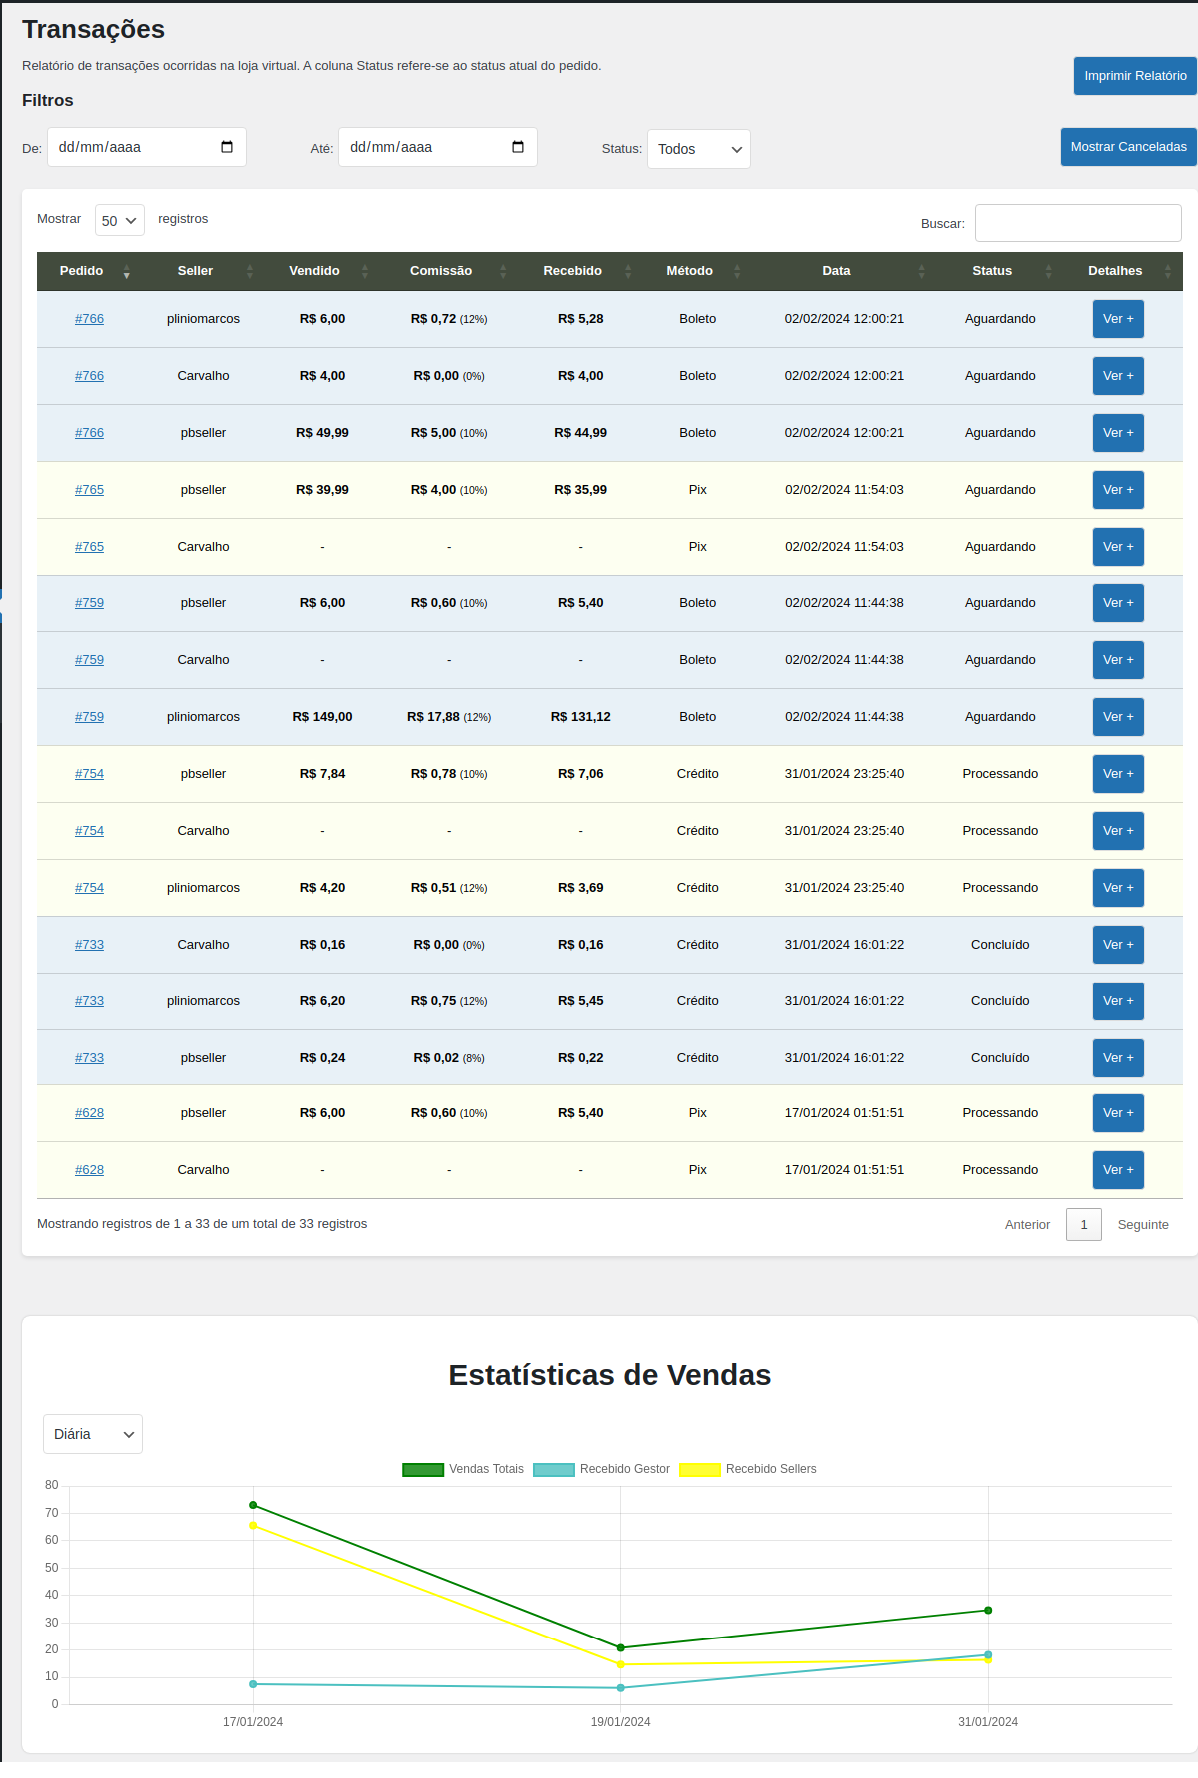 Transações
Relatório de transações ocorridas na loja virtual. A coluna Status refere-se ao status atual do pedido.
Imprimir Relatório
Filtros
De: dd/mm/aaaa Até: dd/mm/aaaa Status: Todos Mostrar Canceladas
Mostrar 50 registros Buscar:
Pedido Seller Vendido Comissão Recebido Método Data Status Detalhes
#766 pliniomarcos R$ 6,00 R$ 0,72 (12%) R$ 5,28 Boleto 02/02/2024 12:00:21 Aguardando Ver +
#766 Carvalho R$ 4,00 R$ 0,00 (0%) R$ 4,00 Boleto 02/02/2024 12:00:21 Aguardando Ver +
#766 pbseller R$ 49,99 R$ 5,00 (10%) R$ 44,99 Boleto 02/02/2024 12:00:21 Aguardando Ver +
#765 pbseller R$ 39,99 R$ 4,00 (10%) R$ 35,99 Pix 02/02/2024 11:54:03 Aguardando Ver +
#765 Carvalho - - - Pix 02/02/2024 11:54:03 Aguardando Ver +
#759 pbseller R$ 6,00 R$ 0,60 (10%) R$ 5,40 Boleto 02/02/2024 11:44:38 Aguardando Ver +
#759 Carvalho - - - Boleto 02/02/2024 11:44:38 Aguardando Ver +
#759 pliniomarcos R$ 149,00 R$ 17,88 (12%) R$ 131,12 Boleto 02/02/2024 11:44:38 Aguardando Ver +
#754 pbseller R$ 7,84 R$ 0,78 (10%) R$ 7,06 Crédito 31/01/2024 23:25:40 Processando Ver +
#754 Carvalho - - - Crédito 31/01/2024 23:25:40 Processando Ver +
#754 pliniomarcos R$ 4,20 R$ 0,51 (12%) R$ 3,69 Crédito 31/01/2024 23:25:40 Processando Ver +
#733 Carvalho R$ 0,16 R$ 0,00 (0%) R$ 0,16 Crédito 31/01/2024 16:01:22 Concluído Ver +
#733 pliniomarcos R$ 6,20 R$ 0,75 (12%) R$ 5,45 Crédito 31/01/2024 16:01:22 Concluído Ver +
#733 pbseller R$ 0,24 R$ 0,02 (8%) R$ 0,22 Crédito 31/01/2024 16:01:22 Concluído Ver +
#628 pbseller R$ 6,00 R$ 0,60 (10%) R$ 5,40 Pix 17/01/2024 01:51:51 Processando Ver +
#628 Carvalho - - - Pix 17/01/2024 01:51:51 Processando Ver +
Mostrando registros de 1 a 33 de um total de 33 registros Anterior 1 Seguinte
Estatísticas de Vendas
Diária
Vendas Totais Recebido Gestor Recebido Sellers
80
70
60
50
40
30
20
10
0
17/01/2024 19/01/2024 31/01/2024